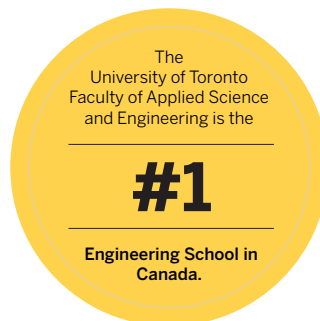 The
University of Toronto
Faculty of Applied Science
and Engineering is the
#1
Engineering School in
Canada.